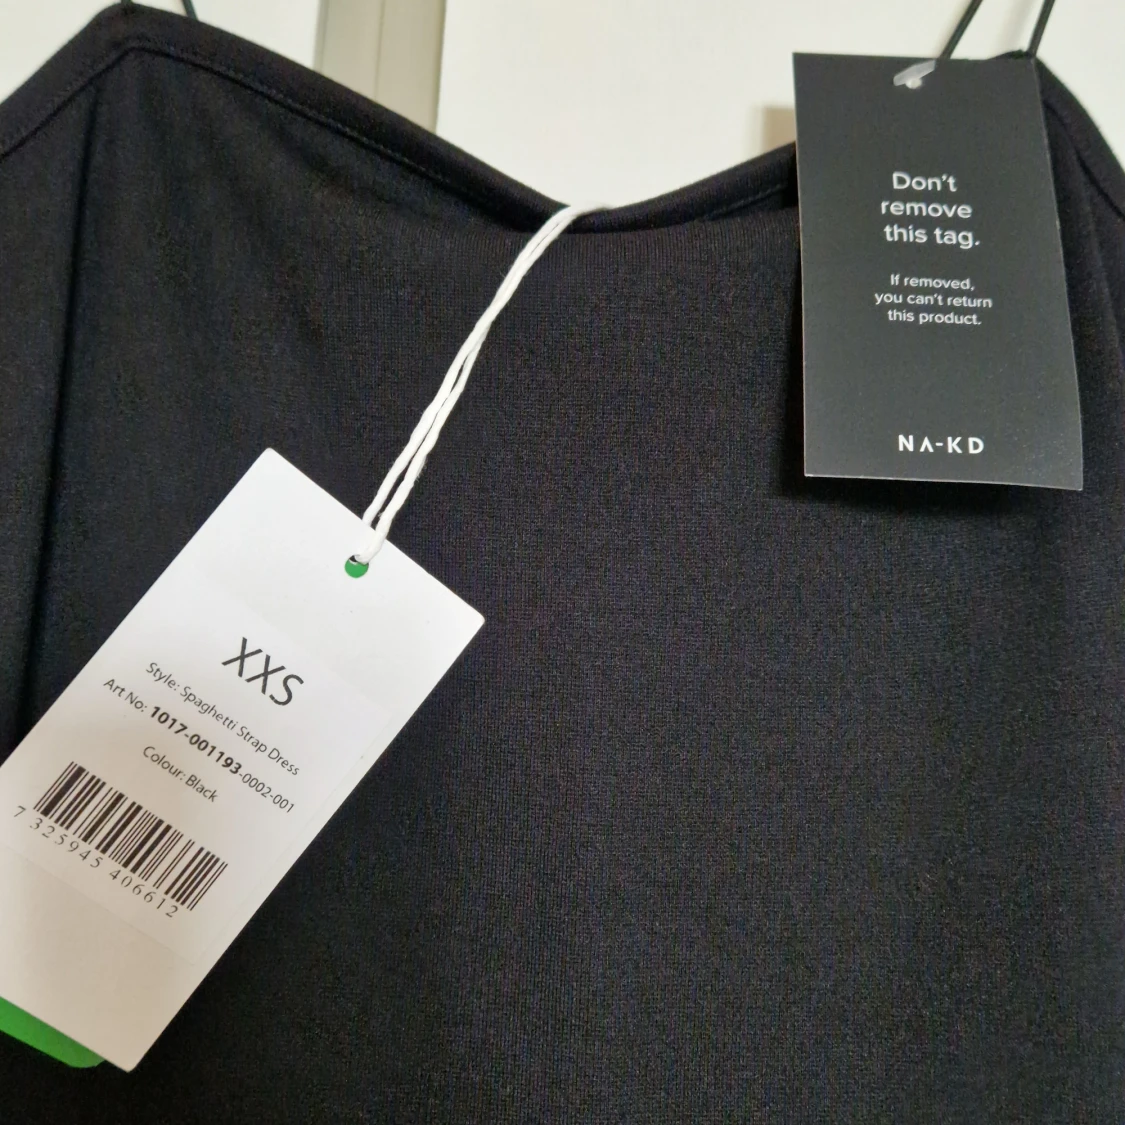 Don't
remove
this tag.
If removed,
you can't return
this product.
NA-KD
XXS
Style: Spaghetti Strap Dress
Art No: 1017-001193-0002-001
Colour: Black
7 325945 406612